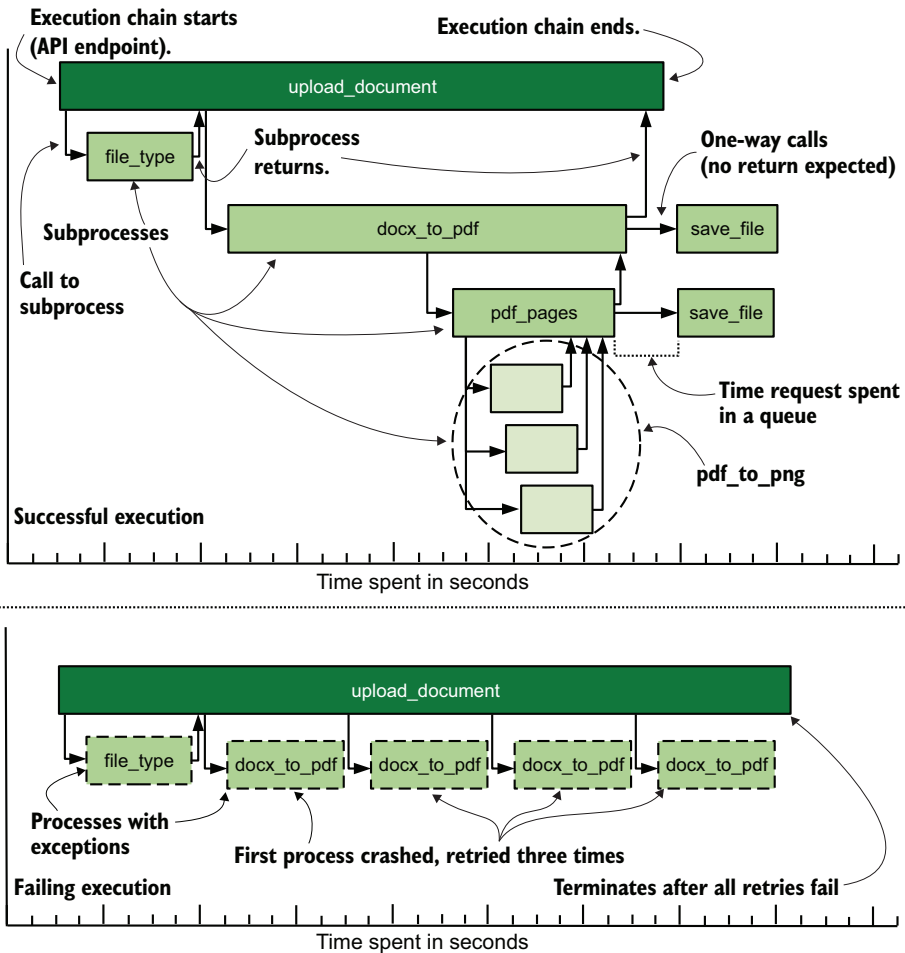 Execution chain starts
(API endpoint).
Execution chain ends.
upload_document
file_type
Subprocess
returns.
One-way calls
(no return expected)
Subprocesses
docx_to_pdf
save_file
Call to
subprocess
pdf_pages
save_file
Time request spent
in a queue
pdf_to_png
Successful execution
Time spent in seconds
upload_document
file_type
docx_to_pdf
docx_to_pdf
docx_to_pdf
docx_to_pdf
Processes with
exceptions
First process crashed, retried three times
Failing execution
Terminates after all retries fail
Time spent in seconds